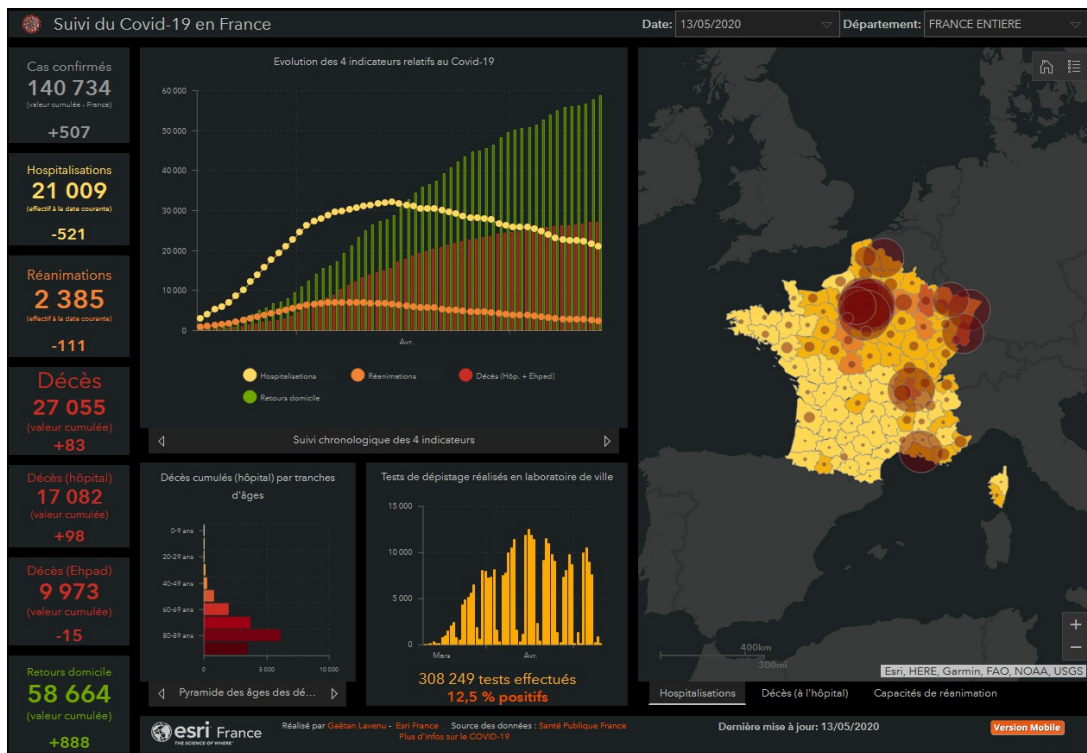 Suivi du Covid-19 en France
Date: 13/05/2020
Département: FRANCE ENTIERE
Cas confirmés
140 734
(valeur cumulée - France)
+507
Hospitalisations
21 009
(effectif à la date courante)
-521
Réanimations
2 385
(effectif à la date courante)
-111
Décès
27 055
(valeur cumulée)
+83
Décès (hôpital)
17 082
(valeur cumulée)
+98
Décès (Ehpad)
9 973
(valeur cumulée)
-15
Retours domicile
58 664
(valeur cumulée)
+888
Evolution des 4 indicateurs relatifs au Covid-19
60 000
50 000
40 000
30 000
20 000
10 000
0
Avr.
Hospitalisations
Réanimations
Décès (Hôp. + Ehpad)
Retours domicile
Suivi chronologique des 4 indicateurs
Décès cumulés (hôpital) par tranches
d'âges
0-9 ans
20-29 ans
40-49 ans
60-69 ans
80-89 ans
0
5 000
10 000
Pyramide des âges des dé...
Tests de dépistage réalisés en laboratoire de ville
15 000
10 000
5 000
0
Mars
Avr.
308 249 tests effectués
12,5 % positifs
400km
300mi
+
−
Esri, HERE, Garmin, FAO, NOAA, USGS
Hospitalisations
Décès (à l'hôpital)
Capacités de réanimation
esri France
THE SCIENCE OF WHERE
Réalisé par Gaëtan Lavenu - Esri France Source des données : Santé Publique France
Plus d'infos sur le COVID-19
Dernière mise à jour: 13/05/2020
Version Mobile